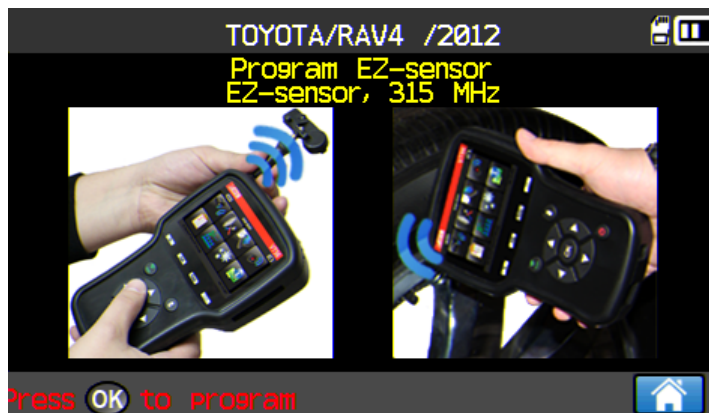 TOYOTA/RAV4 /2012
Program EZ-sensor
EZ-sensor, 315 MHz
Press OK to program